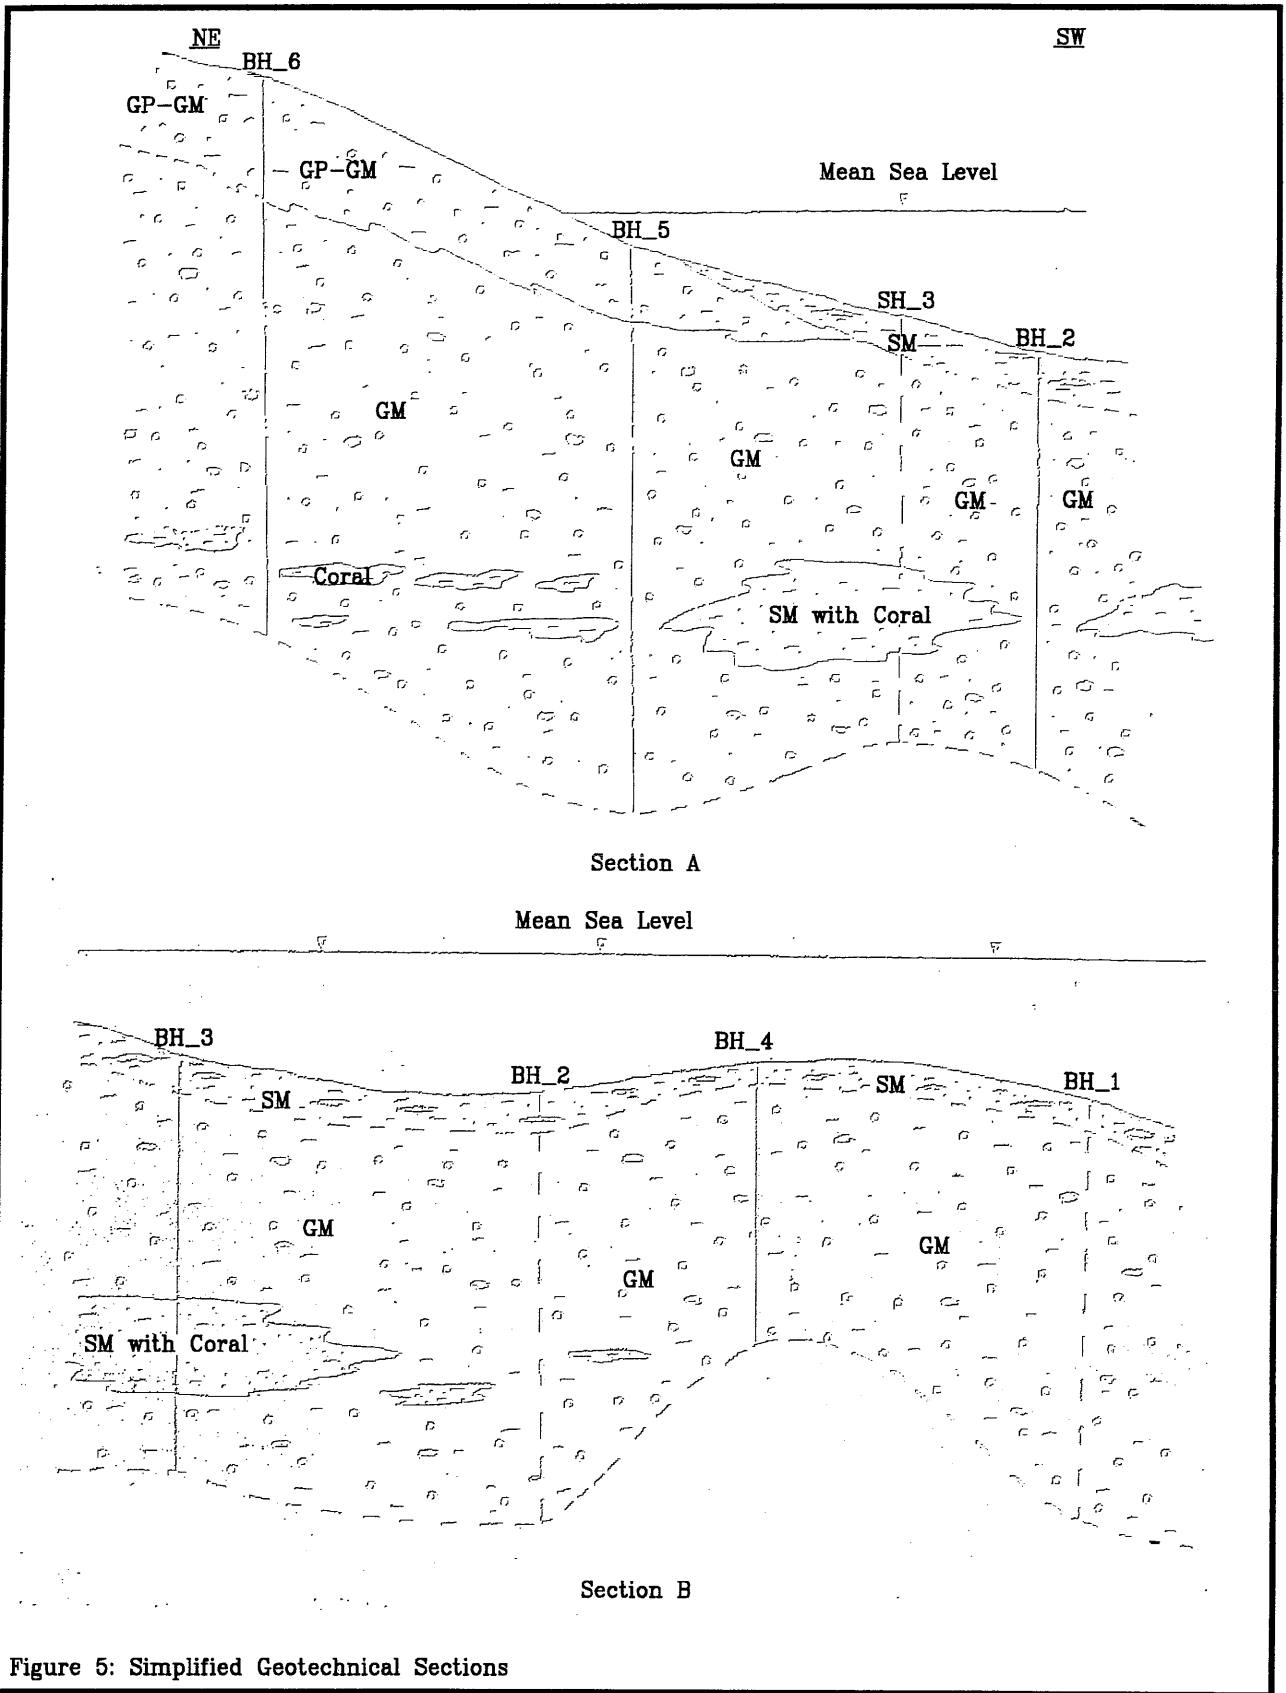 NE
SW
BH_6
GP-GM
GP-GM
Mean Sea Level
BH_5
SH_3
SM
BH_2
GM
GM
GM
GM
Coral
SM with Coral
Section A
Mean Sea Level
BH_3
BH_4
BH_2
BH_1
SM
SM
GM
GM
GM
SM with Coral
Section B
Figure 5: Simplified Geotechnical Sections